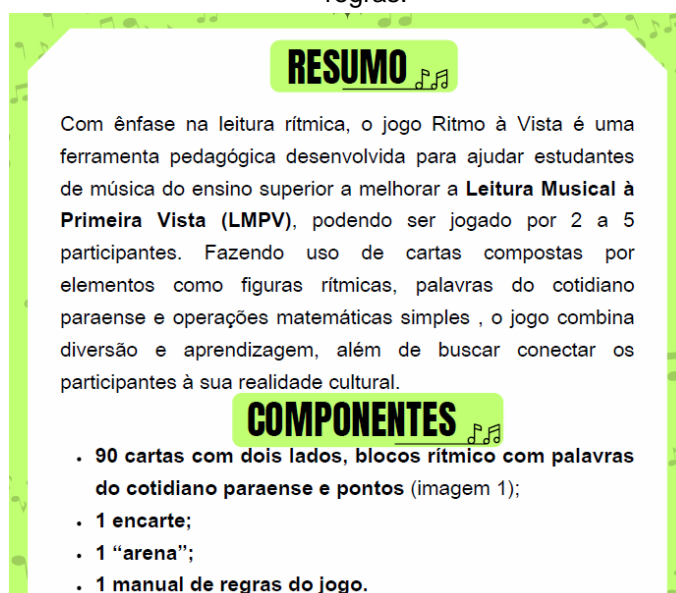 regras.
RESUMO
Com ênfase na leitura rítmica, o jogo Ritmo à Vista é uma
ferramenta pedagógica desenvolvida para ajudar estudantes
de música do ensino superior a melhorar a Leitura Musical à
Primeira Vista (LMPV), podendo ser jogado por 2 a 5
participantes. Fazendo uso de cartas compostas por
elementos como figuras rítmicas, palavras do cotidiano
paraense e operações matemáticas simples , o jogo combina
diversão e aprendizagem, além de buscar conectar os
participantes à sua realidade cultural.
COMPONENTES
• 90 cartas com dois lados, blocos rítmico com palavras
do cotidiano paraense e pontos (imagem 1);
• 1 encarte;
• 1 “arena”;
• 1 manual de regras do jogo.